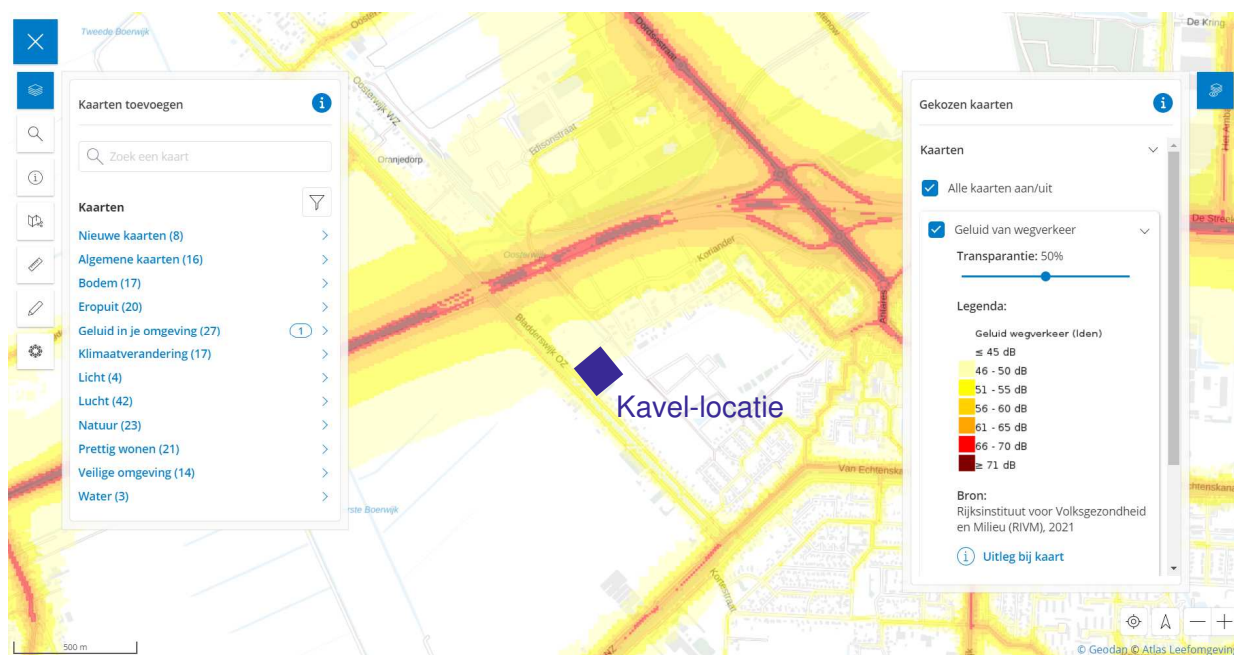 Tweede Boerwijk
Dordsestraat
De Kring
Kaarten toevoegen
Zoek een kaart
Kaarten
Nieuwe kaarten (8)
Algemene kaarten (16)
Bodem (17)
Eropuit (20)
Geluid in je omgeving (27)
1
Klimaatverandering (17)
Licht (4)
Lucht (42)
Natuur (23)
Prettig wonen (21)
Veilige omgeving (14)
Water (3)
Oosterwijk WZ
Edisonstraat
Oranjedorp
Koriander
Antares
Bladderswijk OZ
Kavel-locatie
Van Echtenska
Gekozen kaarten
Kaarten
Alle kaarten aan/uit
Geluid van wegverkeer
Transparantie: 50%
Legenda:
Geluid wegverkeer (lden)
≤ 45 dB
46 - 50 dB
51 - 55 dB
56 - 60 dB
61 - 65 dB
66 - 70 dB
≥ 71 dB
Bron:
Rijksinstituut voor Volksgezondheid
en Milieu (RIVM), 2021
Uitleg bij kaart
500 m
© Geodan © Atlas Leefomgeving